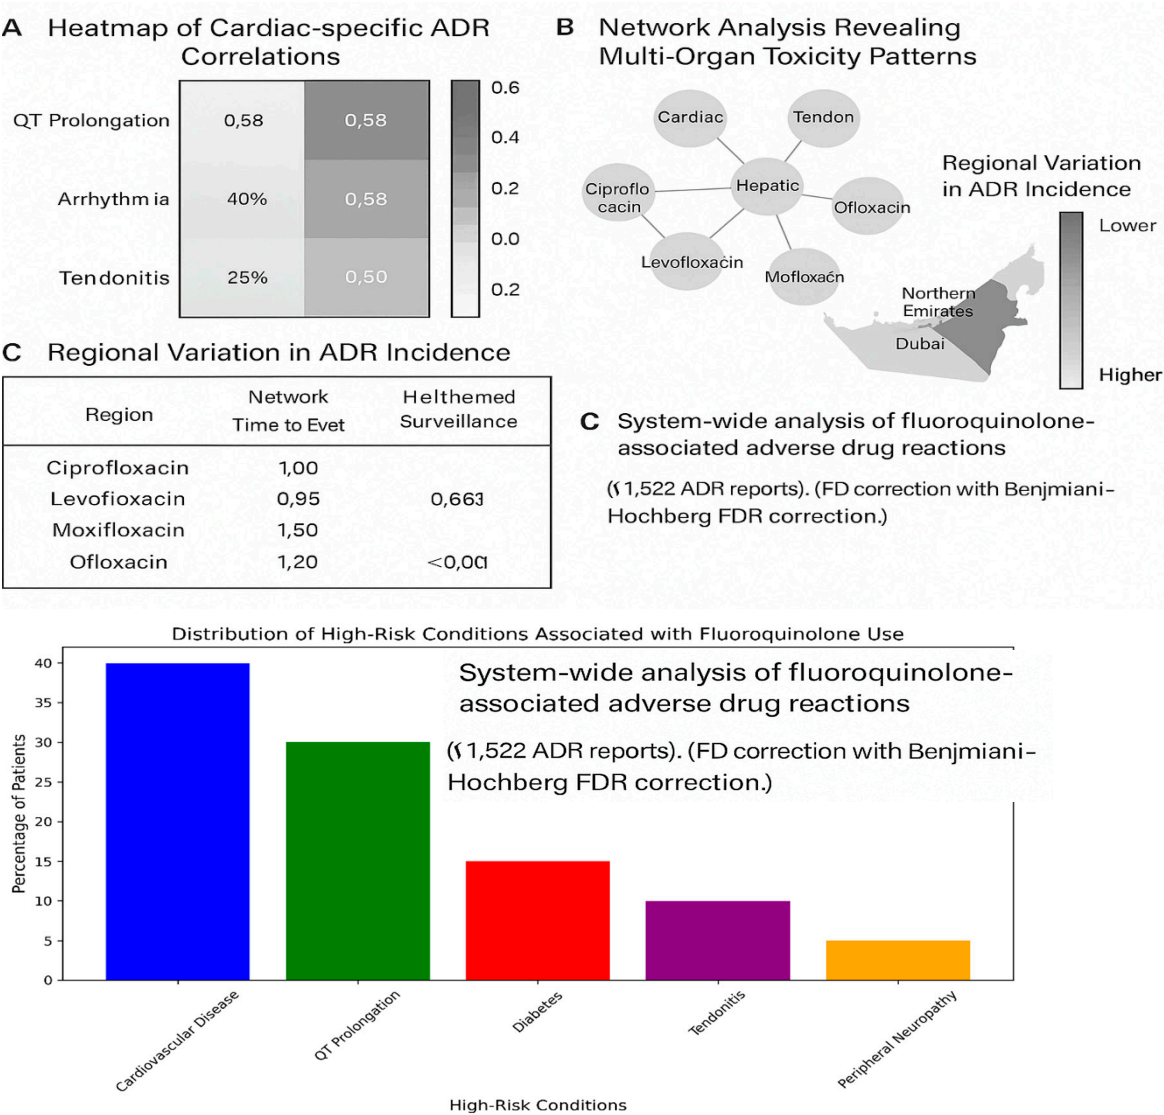 A Heatmap of Cardiac-specific ADR
Correlations
QT Prolongation
0,58
0,58
Arrhythm ia
40%
0,58
Tendonitis
25%
0,50
0.6
0.4
0.2
0.0
0.2
B Network Analysis Revealing
Multi-Organ Toxicity Patterns
Cardiac
Tendon
Ciproflo
cacin
Hepatic
Ofloxacin
Levofloxaċin
Mofloxaćn
Regional Variation
in ADR Incidence
Lower
Higher
Northern
Emirates
Dubai
C Regional Variation in ADR Incidence
Region
Network
Time to Evet
Helthemed
Surveillance
Ciprofloxacin 1,00
Levofioxacin 0,95 0,663
Moxifloxacin 1,50
Ofloxacin 1,20
C System-wide analysis of fluoroquinolone-
associated adverse drug reactions
1,522 ADR reports). (FD correction with Benjmiani–
Hochberg FDR correction.)
Distribution of High-Risk Conditions Associated with Fluoroquinolone Use
System-wide analysis of fluoroquinolone-
associated adverse drug reactions
1,522 ADR reports). (FD correction with Benjmiani–
Hochberg FDR correction.)
Percentage of Patients
40
35
30
25
20
15
10
5
0
Cardiovascular Disease
QT Prolongation
Diabetes
Tendonitis
Peripheral Neuropathy
High-Risk Conditions